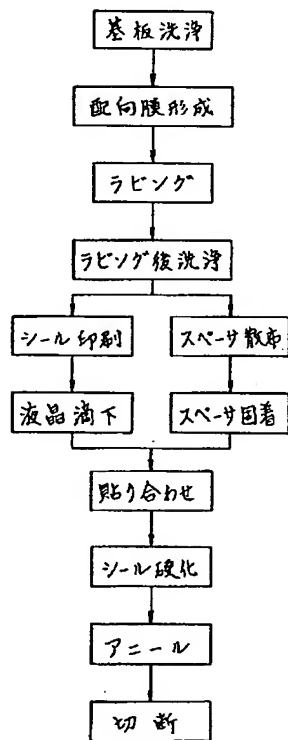 基板洗浄
配向膜形成
ラビング
ラビング後洗浄
シール印刷
スペーサ散布
液晶滴下
スペーサ固着
貼り合わせ
シール硬化
アニール
切断